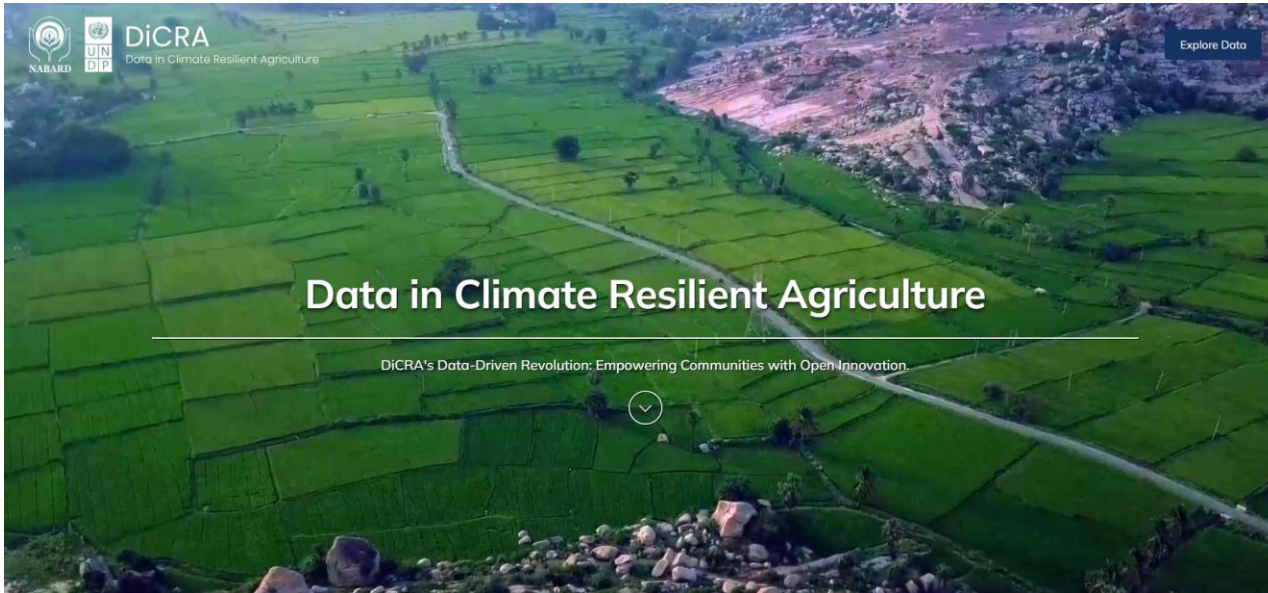 NABARD
U N
D P
DiCRA
Data in Climate Resilient Agriculture
Explore Data
Data in Climate Resilient Agriculture
DiCRA's Data-Driven Revolution: Empowering Communities with Open Innovation.